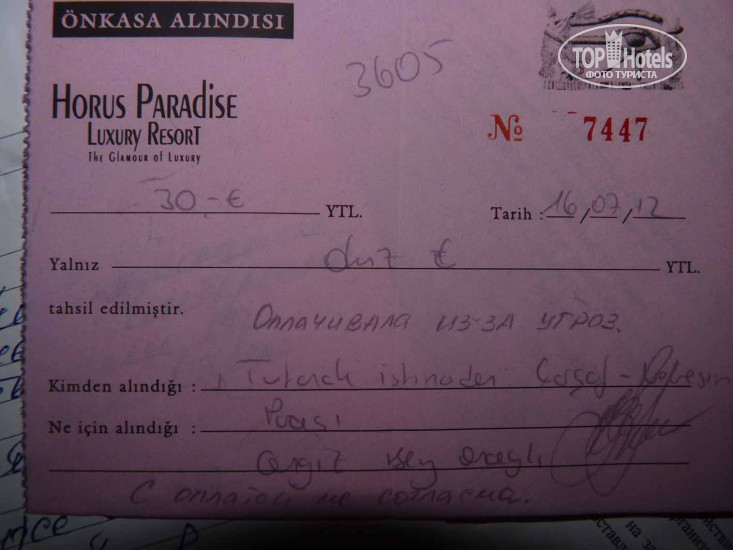 ÖNKASA ALINDISI
TOP Hotels
ФОТО ТУРИСТА
3605
HORUS PARADISE
LUXURY RESORT
THE GLAMOUR OF LUXURY
№ 7447
30,-€ YTL.
Tarih : 16/07/12
Yalnız € YTL.
tahsil edilmiştir.
Оплачивала из-за угроз.
Kimden alındığı :
Ne için alındığı :
Bey
С оплатой не согласна.